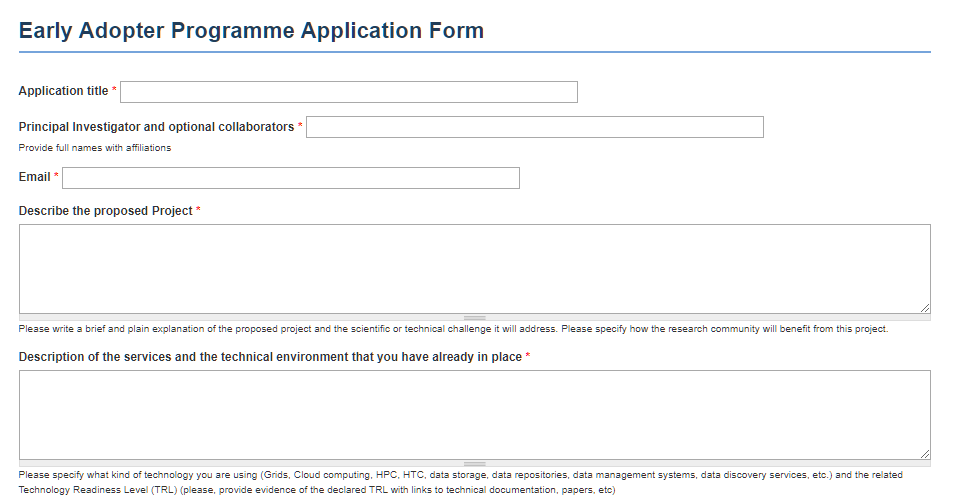 Early Adopter Programme Application Form
Application title *
Principal Investigator and optional collaborators *
Provide full names with affiliations
Email *
Describe the proposed Project *
Please write a brief and plain explanation of the proposed project and the scientific or technical challenge it will address. Please specify how the research community will benefit from this project.
Description of the services and the technical environment that you have already in place *
Please specify what kind of technology you are using (Grids, Cloud computing, HPC, HTC, data storage, data repositories, data management systems, data discovery services, etc.) and the related
Technology Readiness Level (TRL) (please, provide evidence of the declared TRL with links to technical documentation, papers, etc)